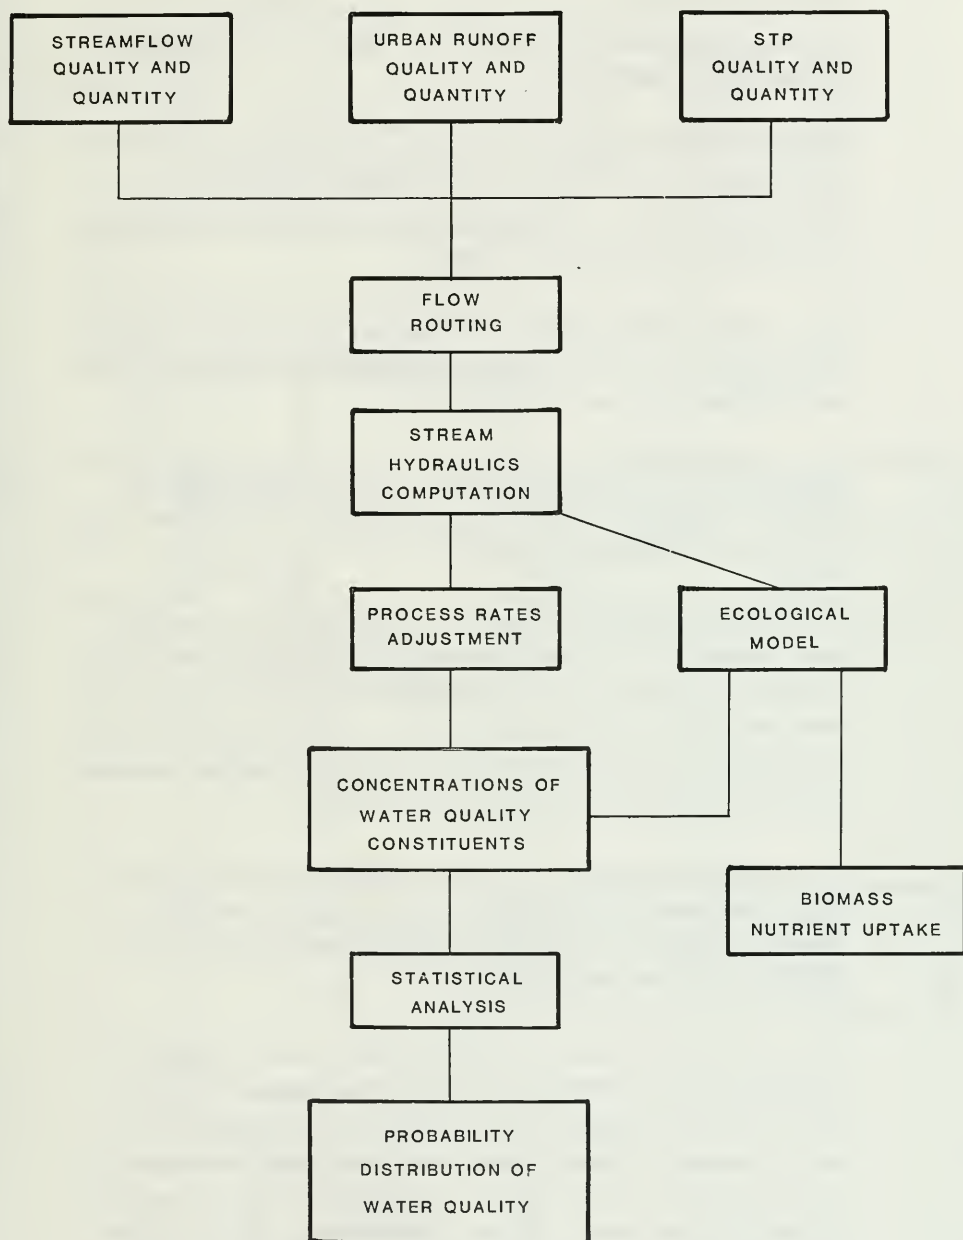 STREAMFLOW
QUALITY AND
QUANTITY
URBAN RUNOFF
QUALITY AND
QUANTITY
STP
QUALITY AND
QUANTITY
FLOW
ROUTING
STREAM
HYDRAULICS
COMPUTATION
PROCESS RATES
ADJUSTMENT
ECOLOGICAL
MODEL
CONCENTRATIONS OF
WATER QUALITY
CONSTITUENTS
BIOMASS
NUTRIENT UPTAKE
STATISTICAL
ANALYSIS
PROBABILITY
DISTRIBUTION OF
WATER QUALITY